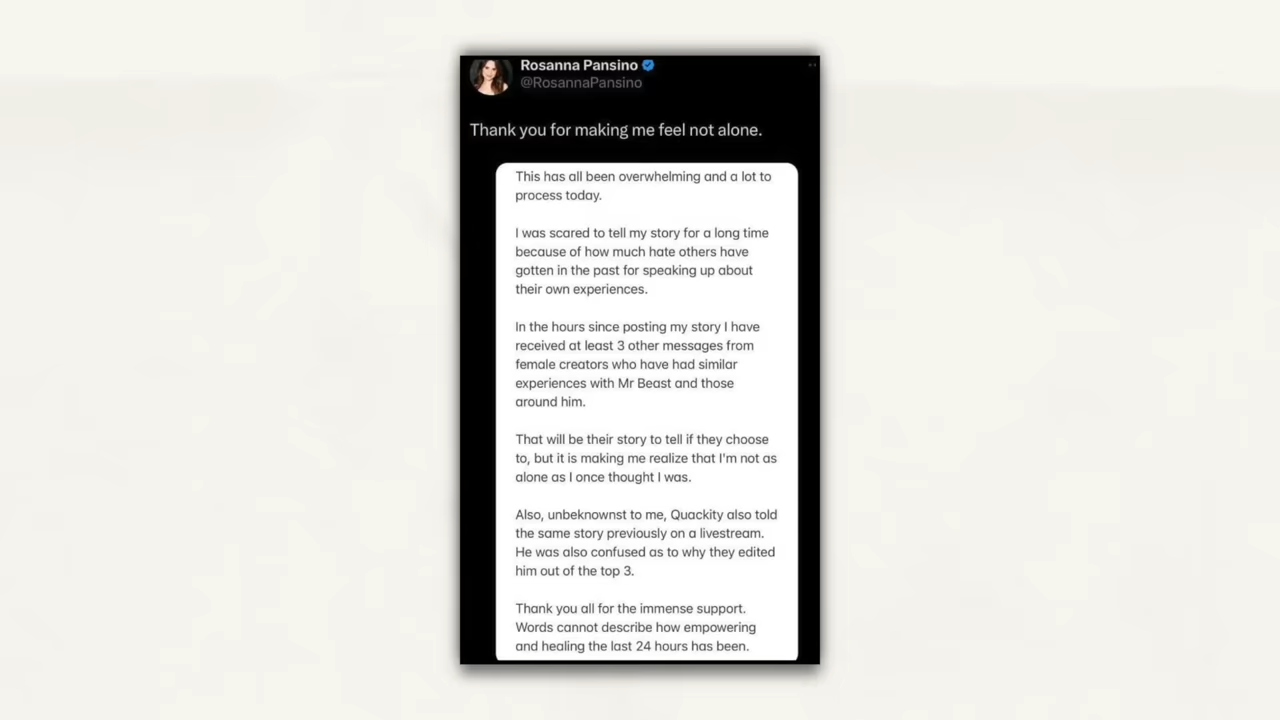 Rosanna Pansino
@RosannaPansino
Thank you for making me feel not alone.
This has all been overwhelming and a lot to
process today.
I was scared to tell my story for a long time
because of how much hate others have
gotten in the past for speaking up about
their own experiences.
In the hours since posting my story I have
received at least 3 other messages from
female creators who have had similar
experiences with Mr Beast and those
around him.
That will be their story to tell if they choose
to, but it is making me realize that I'm not as
alone as I once thought I was.
Also, unbeknownst to me, Quackity also told
the same story previously on a livestream.
He was also confused as to why they edited
him out of the top 3.
Thank you all for the immense support.
Words cannot describe how empowering
and healing the last 24 hours has been.